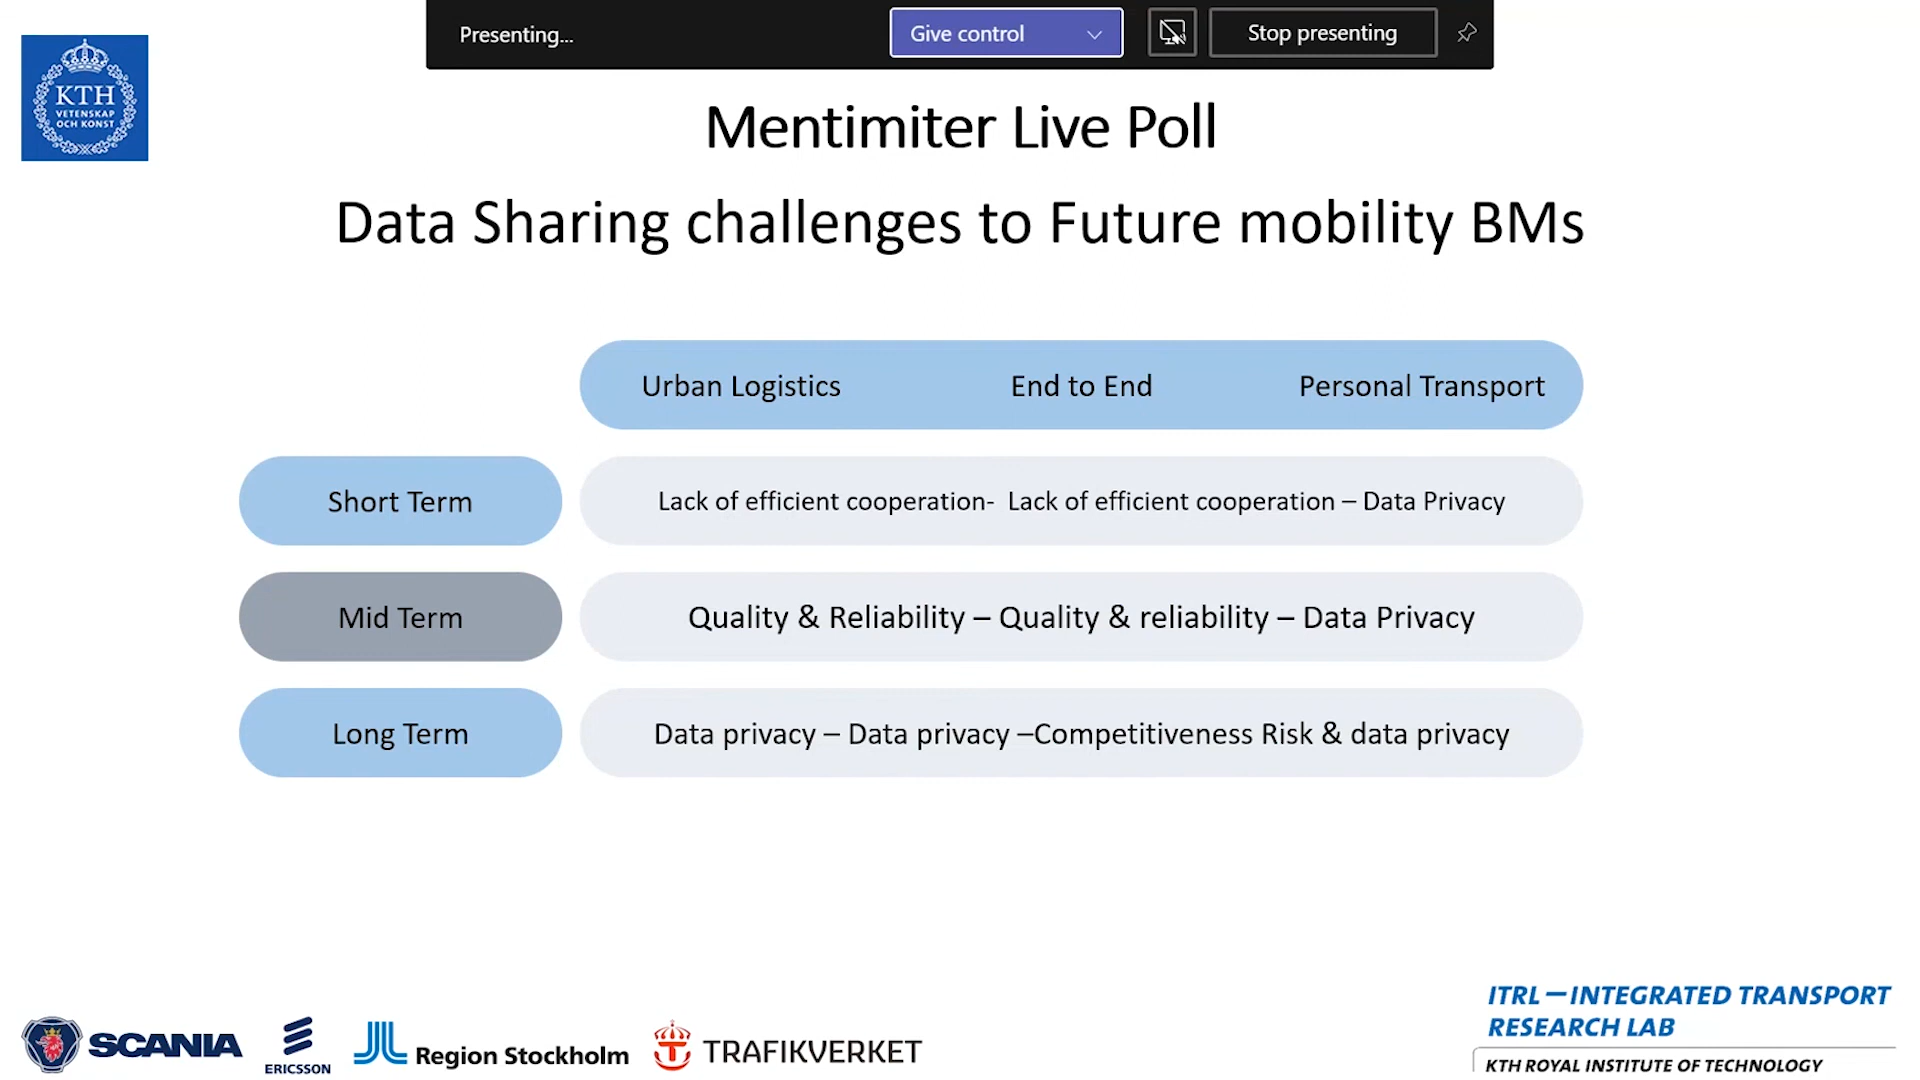 Presenting...
Give control
Stop presenting
KTH
VETENSKAP
OCH KONST
Mentimiter Live Poll
Data Sharing challenges to Future mobility BMs
Urban Logistics End to End Personal Transport
Short Term
Lack of efficient cooperation- Lack of efficient cooperation – Data Privacy
Mid Term
Quality & Reliability – Quality & reliability – Data Privacy
Long Term
Data privacy – Data privacy –Competitiveness Risk & data privacy
SCANIA
ERICSSON
Region Stockholm
TRAFIKVERKET
ITRL — INTEGRATED TRANSPORT
RESEARCH LAB
KTH ROYAL INSTITUTE OF TECHNOLOGY